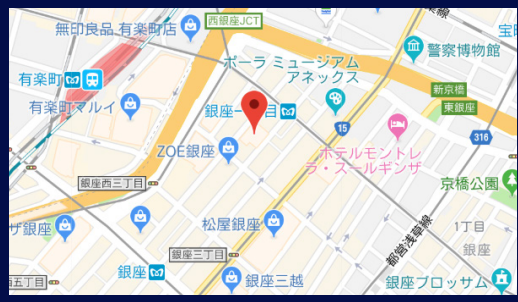 無印良品 有楽町店
西銀座JCT
宝町
警察博物館
ポーラ ミュージアム
アネックス
有楽町
新京橋
有楽町マルイ
東銀座
銀座一
目
15
316
ZOE銀座
ホテルモントレ
ラ・スールギンザ
銀座西三丁目
京橋公園
ザ銀座
松屋銀座
都営浅草線
1丁目
銀座
銀座三丁目
銀座
西五丁目
銀座三越
銀座ブロッサム